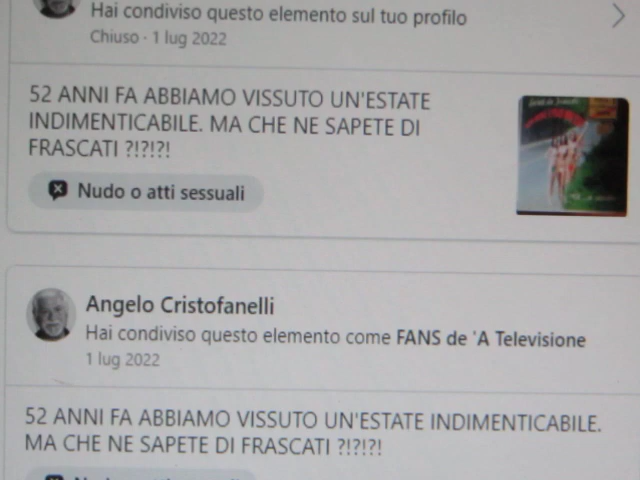 Hai condiviso questo elemento sul tuo profilo
Chiuso · 1 lug 2022
52 ANNI FA ABBIAMO VISSUTO UN'ESTATE
INDIMENTICABILE. MA CHE NE SAPETE DI
FRASCATI ?!?!?!
Nudo o atti sessuali
Angelo Cristofanelli
Hai condiviso questo elemento come FANS de 'A Televisione
1 lug 2022
52 ANNI FA ABBIAMO VISSUTO UN'ESTATE INDIMENTICABILE.
MA CHE NE SAPETE DI FRASCATI ?!?!?!